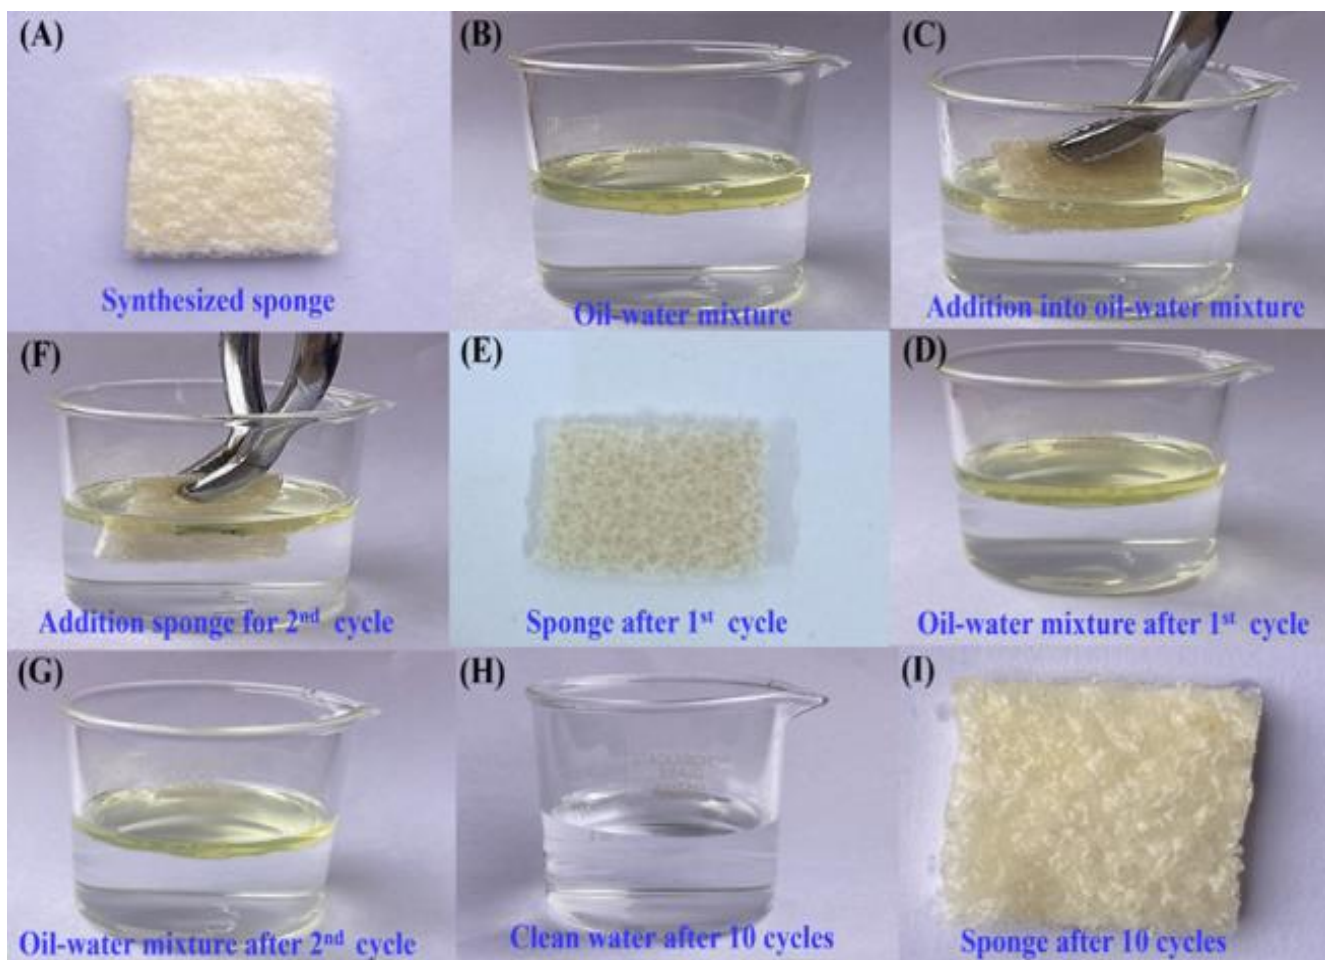 (A)
Synthesized sponge
(B)
Oil-water mixture
(C)
Addition into oil-water mixture
(F)
Addition sponge for 2nd cycle
(E)
Sponge after 1st cycle
(D)
Oil-water mixture after 1st cycle
(G)
Oil-water mixture after 2nd cycle
(H)
Clean water after 10 cycles
(I)
Sponge after 10 cycles